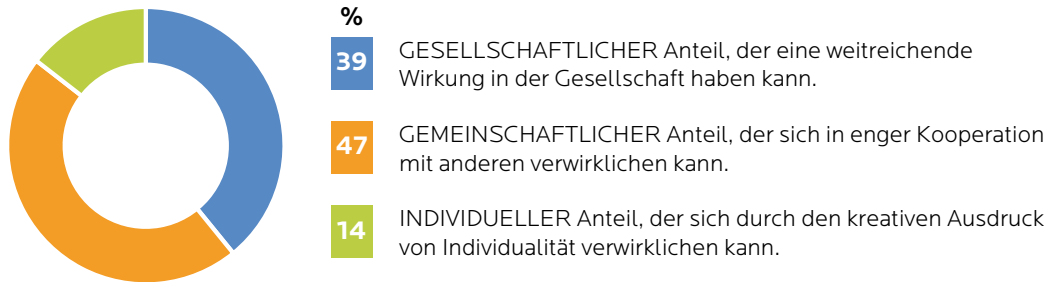 %
39
GESELLSCHAFTLICHER Anteil, der eine weitreichende
Wirkung in der Gesellschaft haben kann.
47
GEMEINSCHAFTLICHER Anteil, der sich in enger Kooperation
mit anderen verwirklichen kann.
14
INDIVIDUELLER Anteil, der sich durch den kreativen Ausdruck
von Individualität verwirklichen kann.